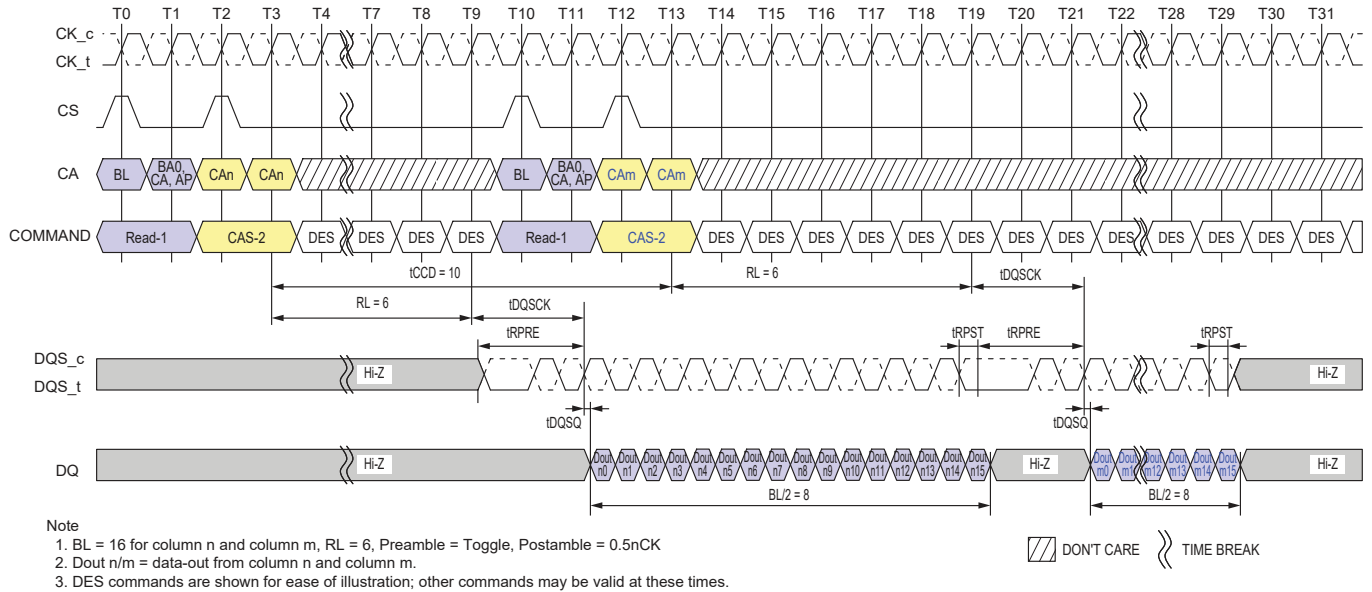 T0 T1 T2 T3 T4 T7 T8 T9 T10 T11 T12 T13 T14 T15 T16 T17 T18 T19 T20 T21 T22 T28 T29 T30 T31
CK_c
CK_t
CS
CA BL BA0, CA, AP CAn CAn BL BA0, CA, AP CAm CAm
COMMAND Read-1 CAS-2 DES DES DES DES Read-1 CAS-2 DES DES DES DES DES DES DES DES DES DES DES DES DES
tCCD = 10 RL = 6 tDQSCK
RL = 6 tDQSCK
tRPRE tRPST tRPRE tRPST
DQS_c
DQS_t
Hi-Z Hi-Z
tDQSQ tDQSQ
DQ Hi-Z Dout n0 Dout n1 Dout n2 Dout n3 Dout n4 Dout n5 Dout n6 Dout n7 Dout n8 Dout n9 Dout n10 Dout n11 Dout n12 Dout n13 Dout n14 Dout n15 Hi-Z Dout m0 Dout m1 Dout m12 Dout m13 Dout m14 Dout m15 Hi-Z
BL/2 = 8 BL/2 = 8
Note
1. BL = 16 for column n and column m, RL = 6, Preamble = Toggle, Postamble = 0.5nCK
2. Dout n/m = data-out from column n and column m.
3. DES commands are shown for ease of illustration; other commands may be valid at these times.
DON'T CARE TIME BREAK